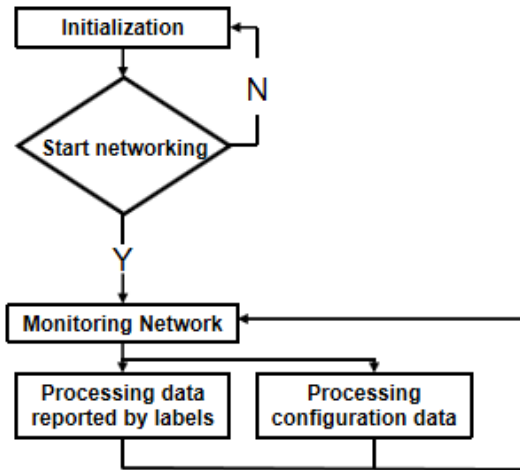 Initialization
N
Start networking
Y
Monitoring Network
Processing data
reported by labels
Processing
configuration data